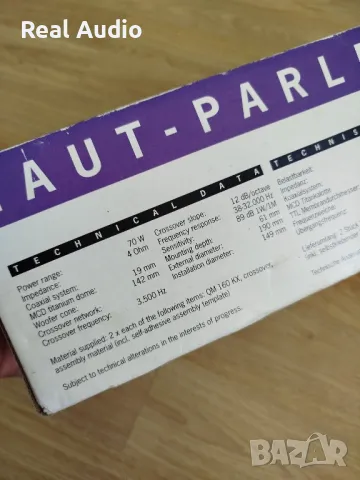 Real Audio
HAUT-PARL
TECHNICAL DATA
Power range: 70 W
Impedance: 4 Ohm
Coaxial system:
MCD titanium dome: 19 mm
Woofer cone: 142 mm
Crossover network:
Crossover frequency: 3.500 Hz
Crossover slope: 12 dB/octave
Frequency response: 38-32.000 Hz
Sensitivity: 89 dB 1W/1M
Mounting depth: 61 mm
External diameter: 190 mm
Installation diameter: 149 mm
Material supplied: 2 x each of the following items: QM 160 KX, crossover,
assembly material (incl. self-adhesive assembly template)
Subject to technical alterations in the interests of progress.
TECHNIS
Belastbarkeit:
Impedanz:
Koaxialsystem:
MCD Titankalotte
TTL Membrandurchmesser
Frequenzweiche
Übergangsfrequenz
Lieferumfang: 2 Stück
Technische Änder
BAZAR
bg